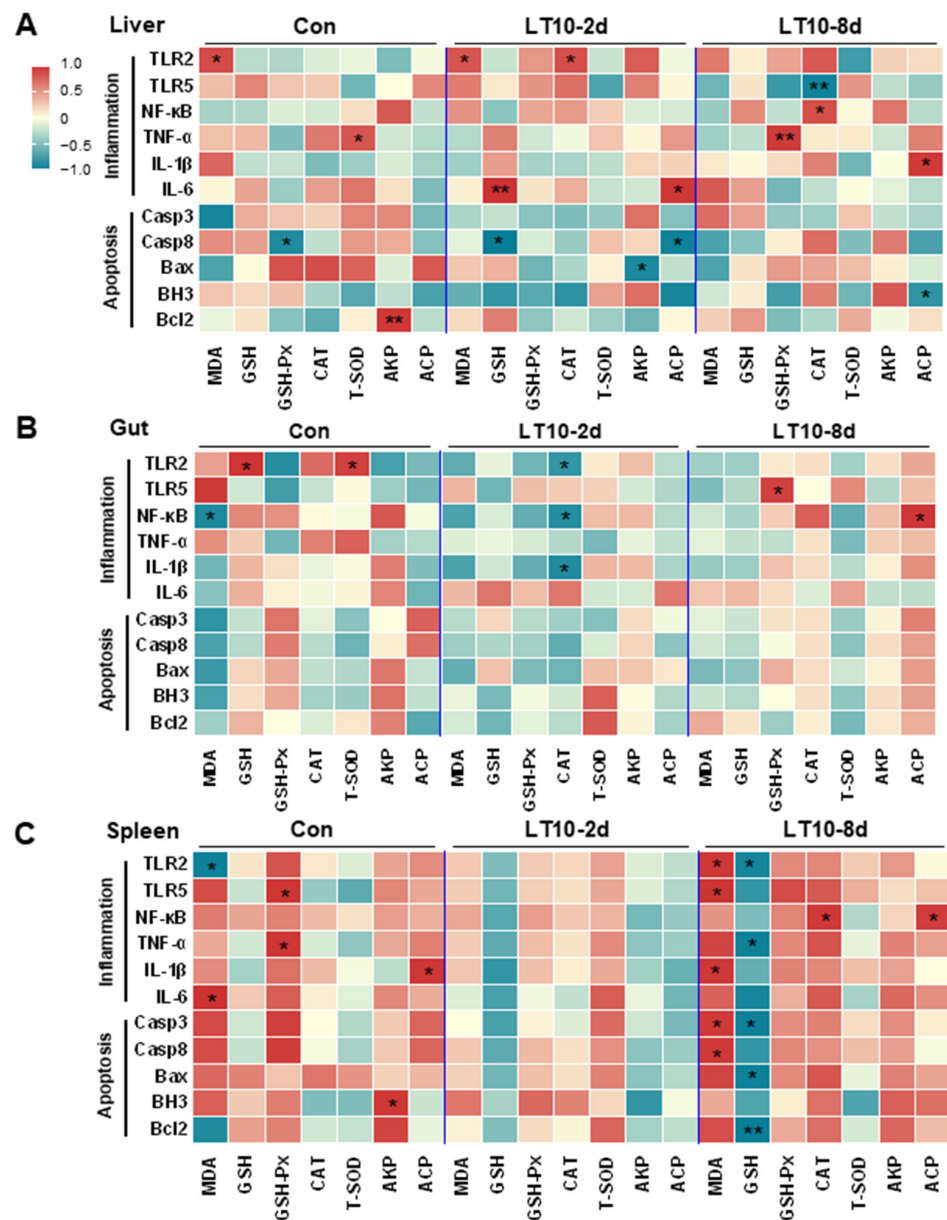 A Liver Con LT10-2d LT10-8d
1.0
0.5
0
−0.5
−1.0
Inflammation
TLR2 * * *
TLR5 **
NF-κB *
TNF-α * **
IL-1β *
IL-6 ** *
Apoptosis
Casp3
Casp8 * * *
Bax *
BH3 *
Bcl2 **
MDA GSH GSH-Px CAT T-SOD AKP ACP MDA GSH GSH-PX CAT T-SOD AKP ACP MDA GSH GSH-PX CAT T-SOD AKP ACP
B Gut Con LT10-2d LT10-8d
Inflammation
TLR2 * * *
TLR5 *
NF-κB * * *
TNF-α
IL-1β *
IL-6
Apoptosis
Casp3
Casp8
Bax
BH3
Bcl2
MDA GSH GSH-Px CAT T-SOD AKP ACP MDA GSH GSH-Px CAT T-SOD AKP ACP MDA GSH GSH-Px CAT T-SOD AKP ACP
C Spleen Con LT10-2d LT10-8d
Inflammation
TLR2 * * *
TLR5 * *
NF-κB * *
TNF-α * *
IL-1β * *
IL-6 *
Apoptosis
Casp3 * *
Casp8 *
Bax *
BH3 *
Bcl2 **
MDA GSH GSH-Px CAT T-SOD AKP ACP MDA GSH GSH-Px CAT T-SOD AKP ACP MDA GSH GSH-Px CAT T-SOD AKP ACP